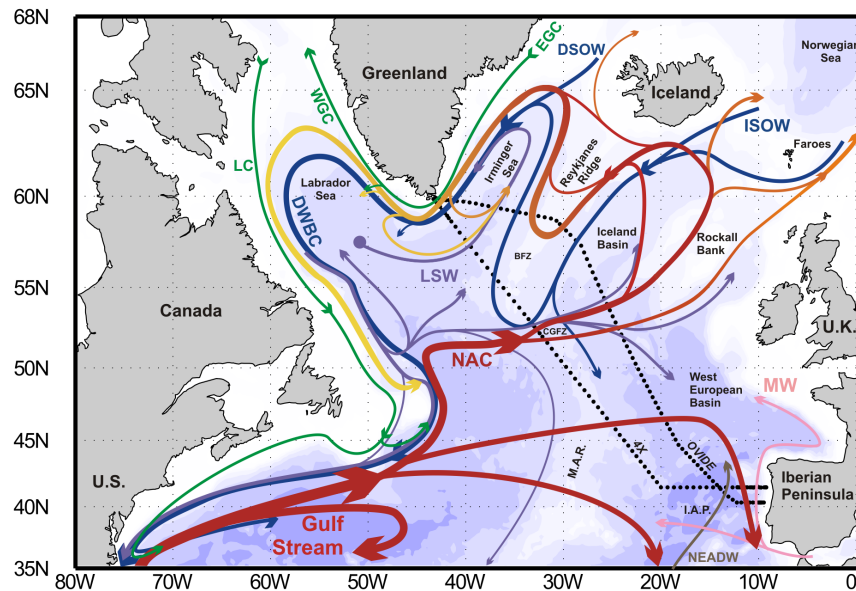 68N
65N
60N
55N
50N
45N
40N
35N
80W
70W
60W
50W
40W
30W
20W
10W
0
Greenland
EGC
DSOW
Iceland
Norwegian
Sea
WGC
LC
ISOW
Faroes
Irminger
Sea
Reykjanes
Ridge
Labrador
Sea
DWBC
LSW
BFZ
Iceland
Basin
Rockall
Bank
Canada
CGFZ
NAC
U.K.
West
European
Basin
MW
U.S.
M.A.R.
4X
OVIDE
Iberian
Peninsula
I.A.P.
Gulf
Stream
NEADW